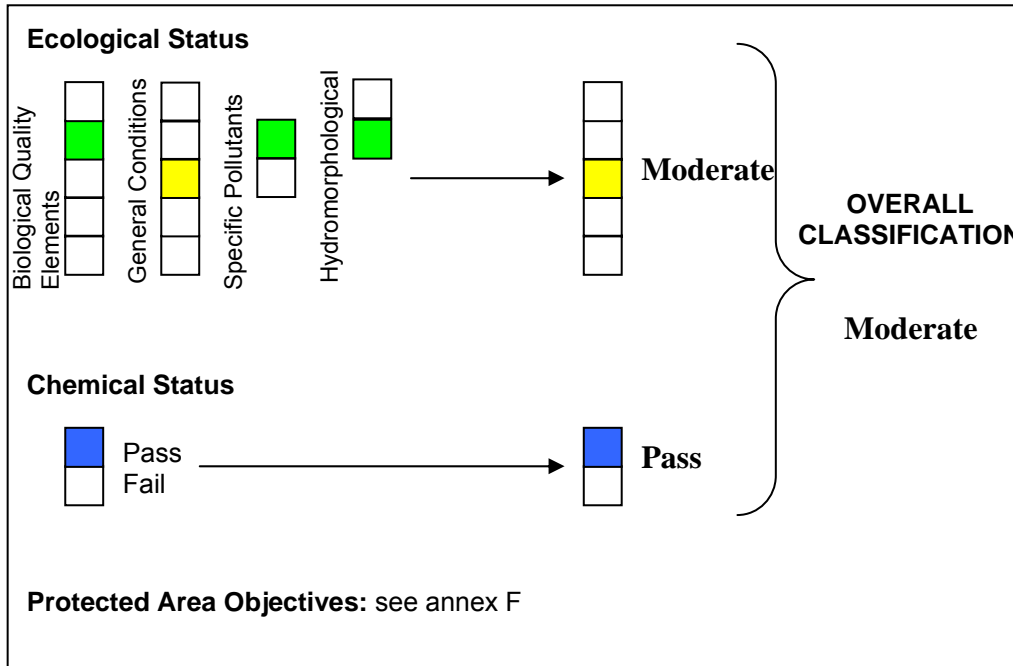 Ecological Status
Biological Quality
Elements
General Conditions
Specific Pollutants
Hydromorphological
Moderate
OVERALL
CLASSIFICATION
Moderate
Chemical Status
Pass
Fail
Pass
Protected Area Objectives: see annex F